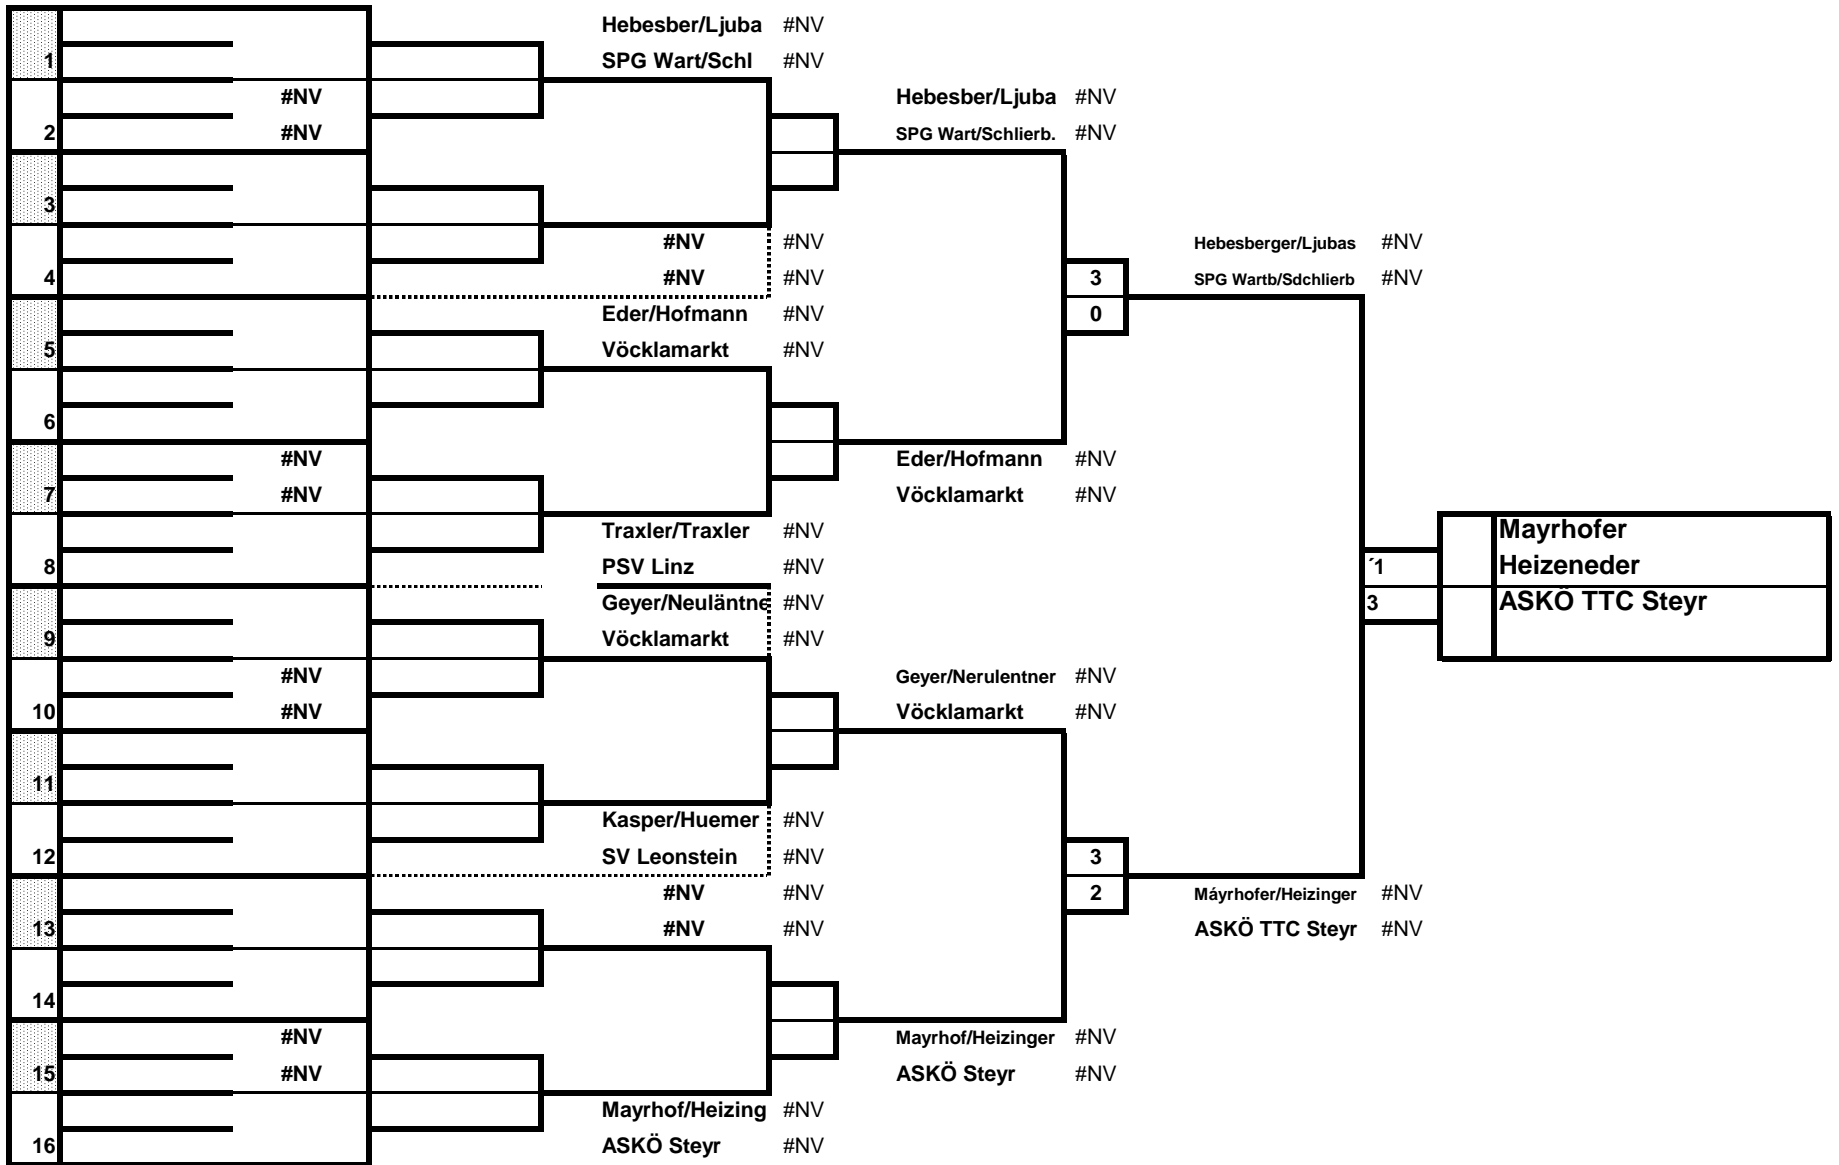 Hebesber/Ljuba #NV
1 SPG Wart/Schl #NV
#NV Hebesber/Ljuba #NV
2 #NV SPG Wart/Schlierb. #NV
3
#NV #NV Hebesberger/Ljubas #NV
4 #NV #NV 3 SPG Wartb/Sdchlierb #NV
Eder/Hofmann #NV 0
5 Vöcklamarkt #NV
6
#NV Eder/Hofmann #NV
7 #NV Vöcklamarkt #NV
Traxler/Traxler #NV Mayrhofer
8 PSV Linz #NV ´1 Heizeneder
Geyer/Neuläntne #NV 3 ASKÖ TTC Steyr
9 Vöcklamarkt #NV
#NV Geyer/Nerulentner #NV
10 #NV Vöcklamarkt #NV
11
Kasper/Huemer #NV
12 SV Leonstein #NV 3
#NV #NV 2 Máyrhofer/Heizinger #NV
13 #NV #NV ASKÖ TTC Steyr #NV
14
#NV Mayrhof/Heizinger #NV
15 #NV ASKÖ Steyr #NV
Mayrhof/Heizing #NV
16 ASKÖ Steyr #NV